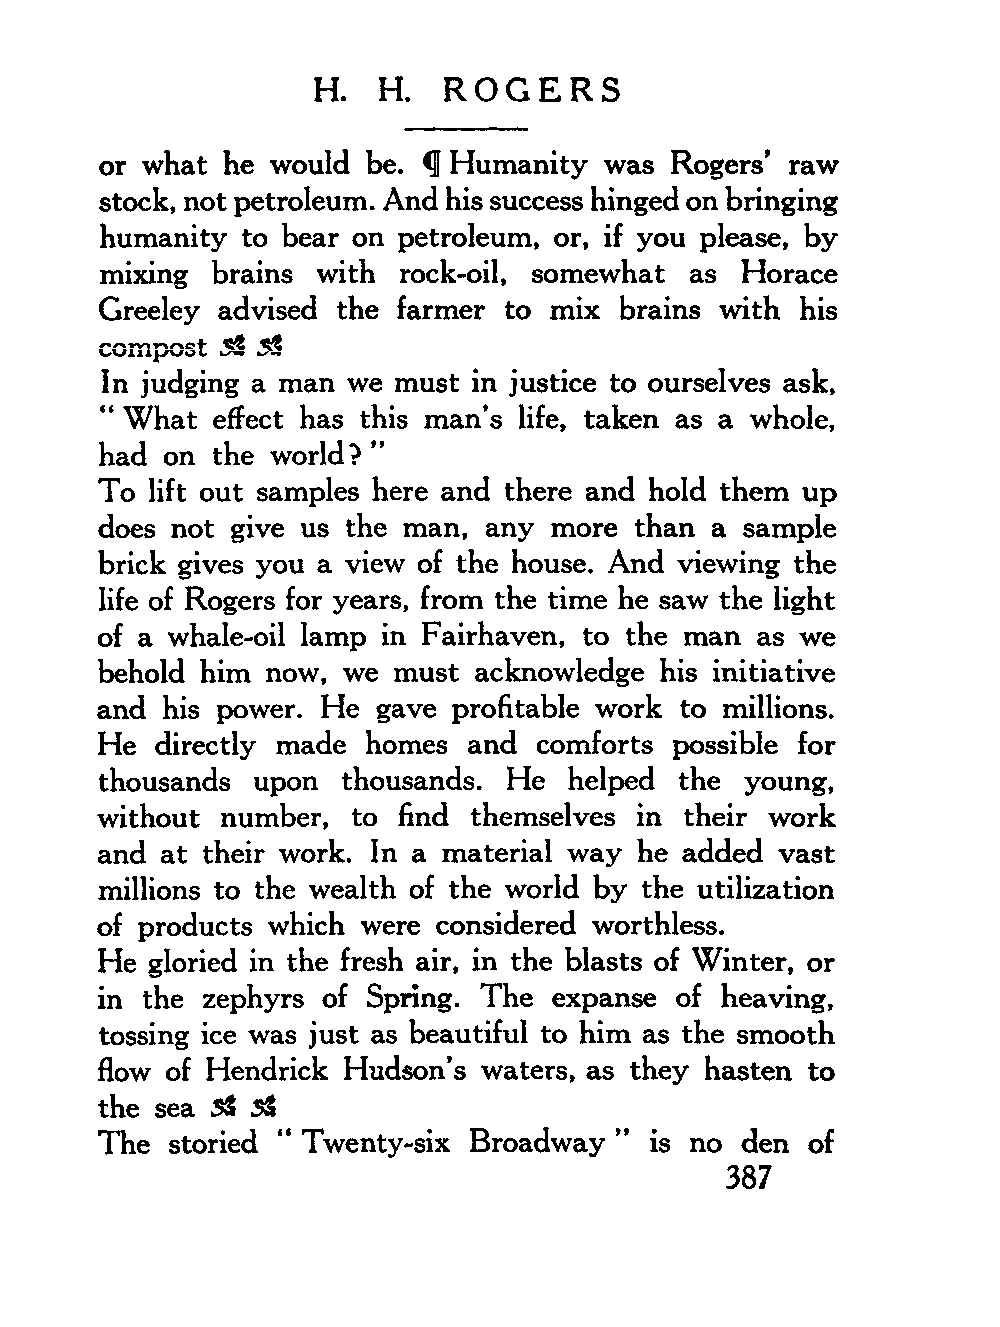 H. H. ROGERS
or what he would be. ¶ Humanity was Rogers' raw
stock, not petroleum. And his success hinged on bringing
humanity to bear on petroleum, or, if you please, by
mixing brains with rock-oil, somewhat as Horace
Greeley advised the farmer to mix brains with his
compost
In judging a man we must in justice to ourselves ask,
" What effect has this man's life, taken as a whole,
had on the world? "
To lift out samples here and there and hold them up
does not give us the man, any more than a sample
brick gives you a view of the house. And viewing the
life of Rogers for years, from the time he saw the light
of a whale-oil lamp in Fairhaven, to the man as we
behold him now, we must acknowledge his initiative
and his power. He gave profitable work to millions.
He directly made homes and comforts possible for
thousands upon thousands. He helped the young,
without number, to find themselves in their work
and at their work. In a material way he added vast
millions to the wealth of the world by the utilization
of products which were considered worthless.
He gloried in the fresh air, in the blasts of Winter, or
in the zephyrs of Spring. The expanse of heaving,
tossing ice was just as beautiful to him as the smooth
flow of Hendrick Hudson's waters, as they hasten to
the sea
The storied " Twenty-six Broadway " is no den of
387